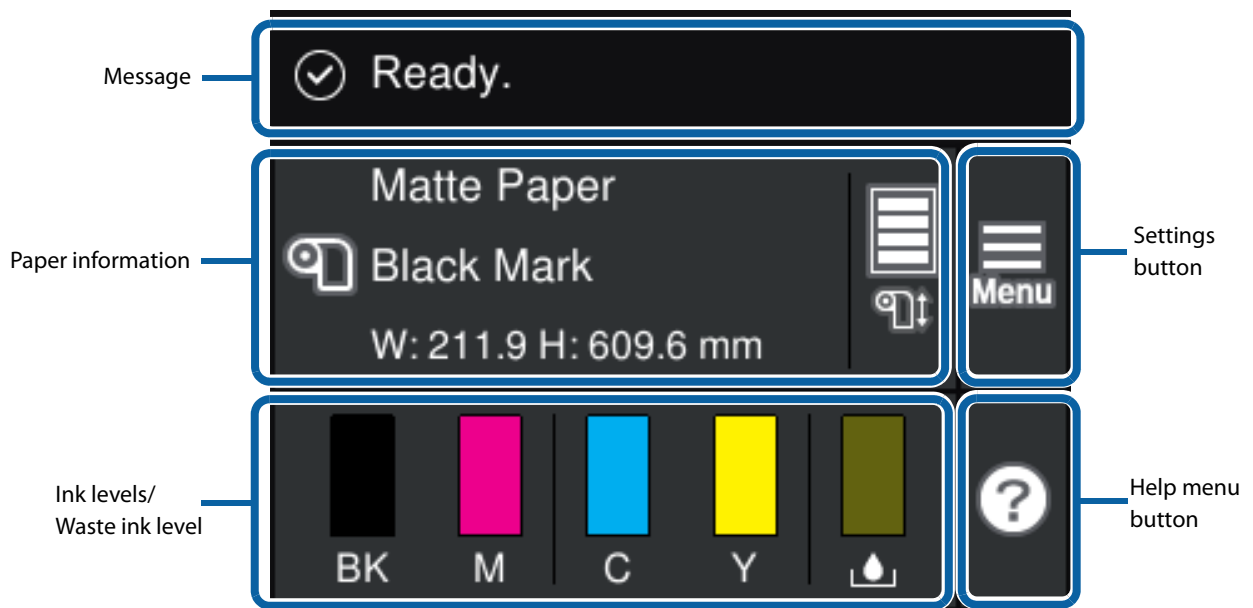 Message
Ready.
Paper information
Matte Paper
Black Mark
W: 211.9 H: 609.6 mm
Menu
Settings
button
Ink levels/
Waste ink level
BK M C Y
?
Help menu
button